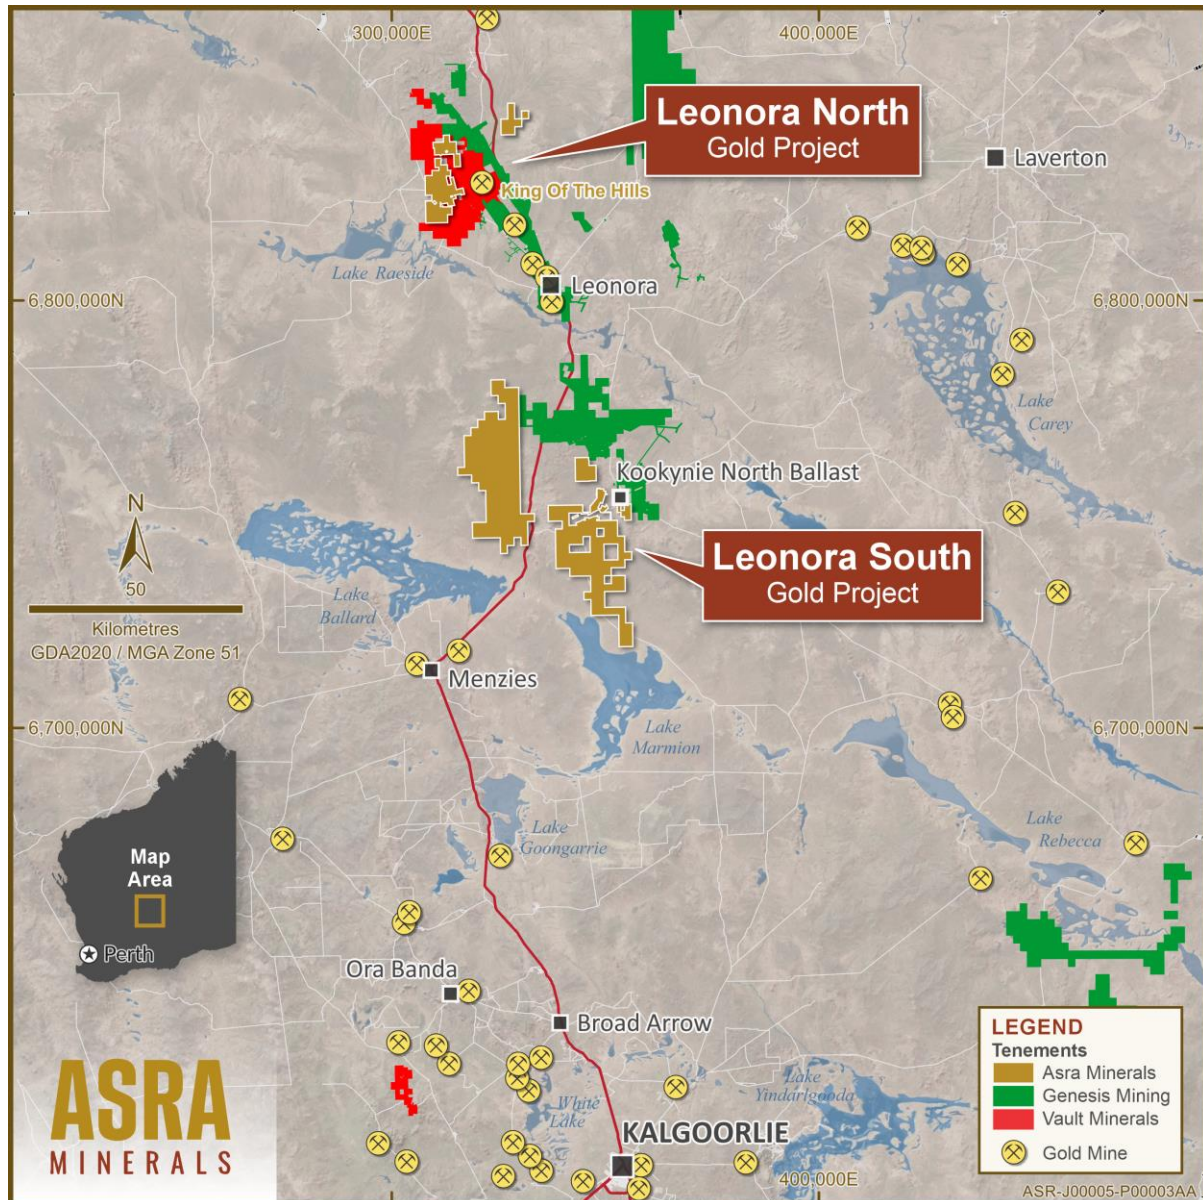 300,000E
400,000E
Leonora North
Gold Project
Laverton
King Of The Hills
Lake Raeside
Leonora
6,800,000N
6,800,000N
Lake
Carey
Kookynie North Ballast
N
50
Kilometres
GDA2020 / MGA Zone 51
Leonora South
Gold Project
Lake
Ballard
Menzies
Lake
Marmion
6,700,000N
6,700,000N
Lake
Goongarrie
Lake
Rebecca
Map
Area
Perth
Ora Banda
Broad Arrow
LEGEND
Tenements
Asra Minerals
Genesis Mining
Vault Minerals
Gold Mine
ASRA
MINERALS
White
Lake
Lake
Yindarlgooda
KALGOORLIE
400,000E
ASR-J00005-P00003AA